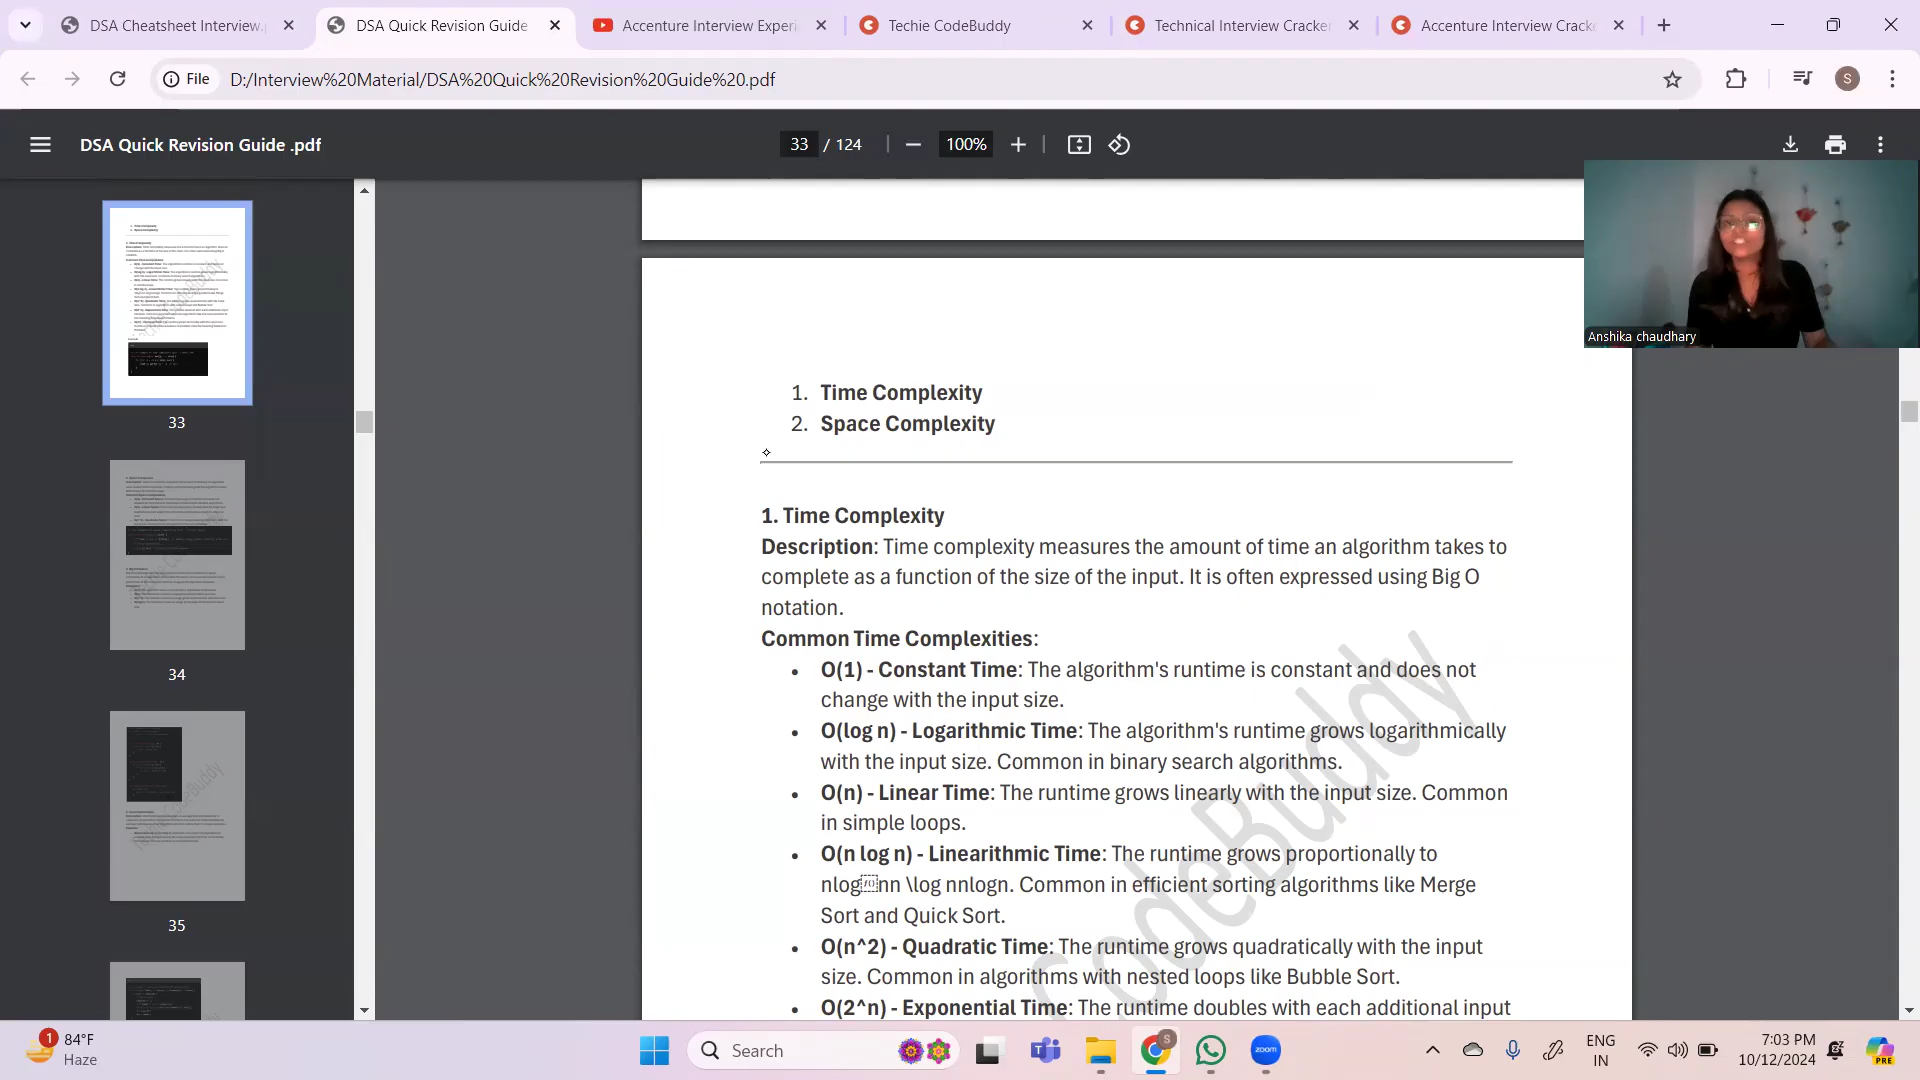 DSA Cheatsheet Interview.
DSA Quick Revision Guide
Accenture Interview Experi
Techie CodeBuddy
Technical Interview Cracker
Accenture Interview Cracke
File
D:/Interview%20Material/DSA%20Quick%20Revision%20Guide%20.pdf
S
DSA Quick Revision Guide .pdf
33 / 124
100%
Anshika chaudhary
33
34
35
1. Time Complexity
2. Space Complexity
1. Time Complexity
Description: Time complexity measures the amount of time an algorithm takes to
complete as a function of the size of the input. It is often expressed using Big O
notation.
Common Time Complexities:
• O(1) - Constant Time: The algorithm's runtime is constant and does not
change with the input size.
• O(log n) - Logarithmic Time: The algorithm's runtime grows logarithmically
with the input size. Common in binary search algorithms.
• O(n) - Linear Time: The runtime grows linearly with the input size. Common
in simple loops.
• O(n log n) - Linearithmic Time: The runtime grows proportionally to
nlognn \log nnlogn. Common in efficient sorting algorithms like Merge
Sort and Quick Sort.
• O(n^2) - Quadratic Time: The runtime grows quadratically with the input
size. Common in algorithms with nested loops like Bubble Sort.
• O(2^n) - Exponential Time: The runtime doubles with each additional input
CodeBuddy
1
84°F
Haze
Search
S
zoom
ENG
IN
7:03 PM
10/12/2024
PRE